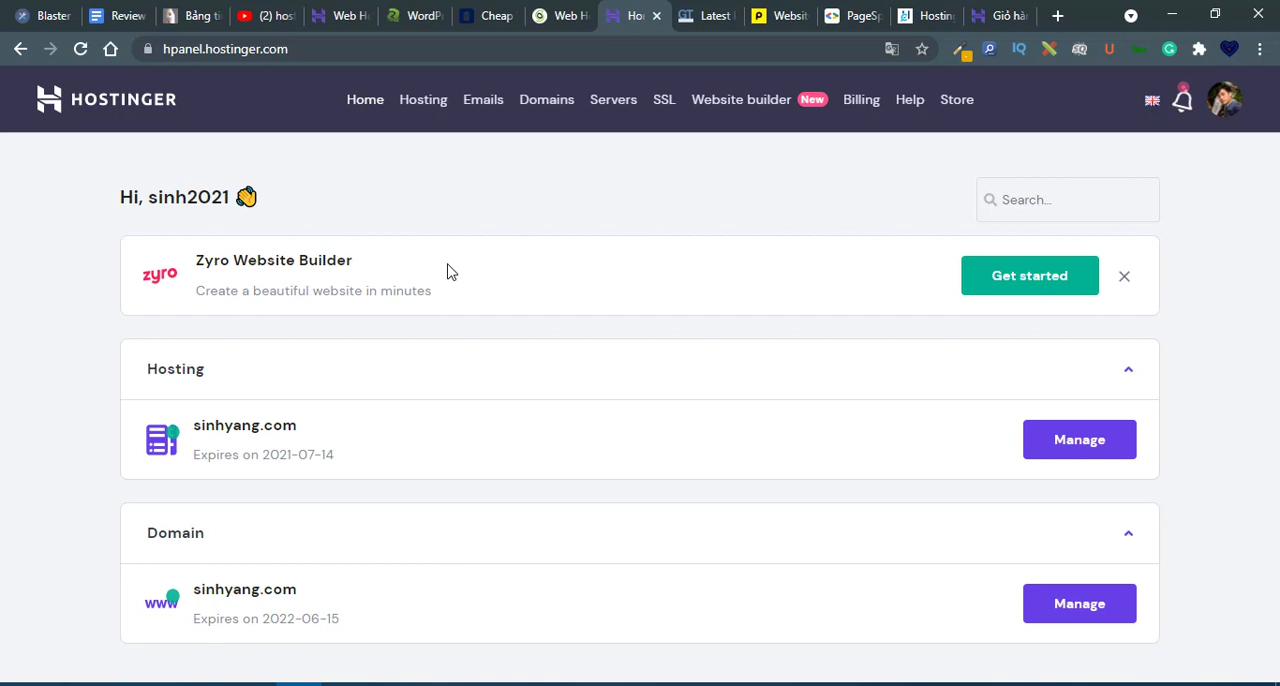 Blaster
Review
Bảng ti
(2) hos
Web H
WordP
Cheap
Web H
Ho
Latest
Websit
PageSp
Hosting
Giỏ hàn
hpanel.hostinger.com
IQ
SQ
HOSTINGER
Home
Hosting
Emails
Domains
Servers
SSL
Website builder New
Billing
Help
Store
Hi, sinh2021
Search...
zyro
Zyro Website Builder
Create a beautiful website in minutes
Get started
Hosting
sinhyang.com
Expires on 2021-07-14
Manage
Domain
www
sinhyang.com
Expires on 2022-06-15
Manage